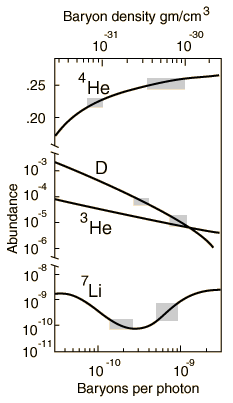 Baryon density gm/cm³
10⁻³¹ 10⁻³⁰
⁴He
.25
.20
10⁻³
D
10⁻⁴
10⁻⁵
³He
10⁻⁶
Abundance
10⁻⁸
⁷Li
10⁻⁹
10⁻¹⁰
10⁻¹¹
10⁻¹⁰ 10⁻⁹
Baryons per photon